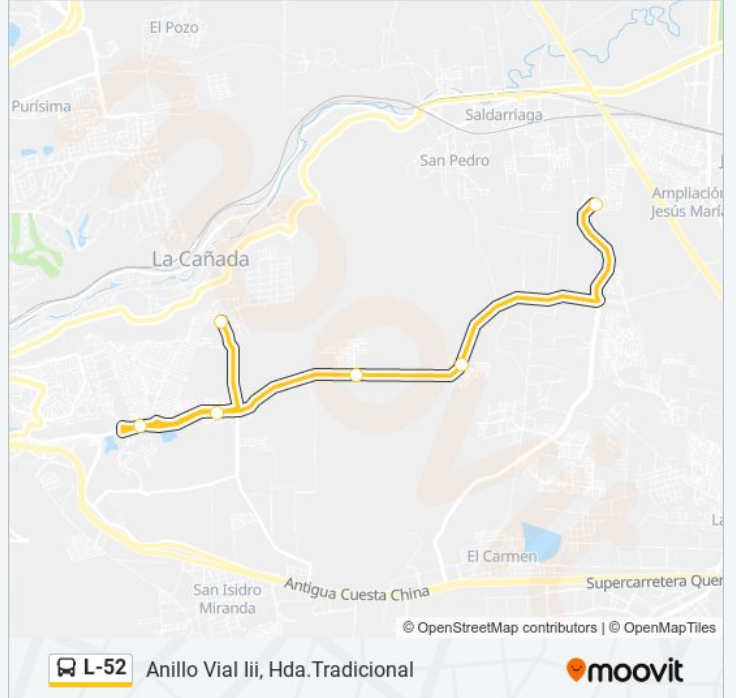 El Pozo
Purísima
Saldarriaga
San Pedro
Ampliación
Jesús María
La Cañada
El Carmen
San Isidro
Miranda
Antigua Cuesta China
Supercarretera Quer
© OpenStreetMap contributors | © OpenMapTiles
L-52 Anillo Vial Iii, Hda.Tradicional
moovit